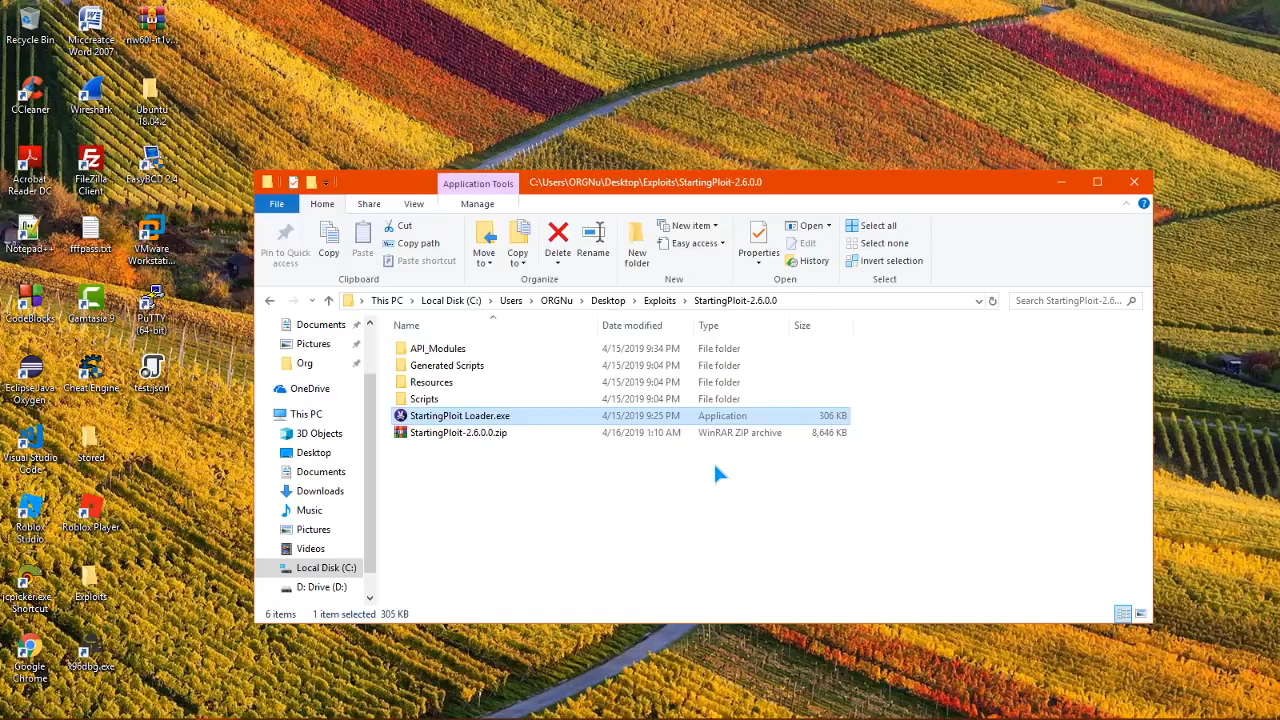 Recycle Bin
Miccreatce
Word 2007
nw60l-it1v...
CCleaner
Wireshark
Ubuntu
18.04.2
Acrobat
Reader DC
FileZilla
Client
EasyBCD 2.4
Notepad++
fffpass.txt
VMware
Workstati...
CodeBlocks
Camtasia 9
PuTTY
(64-bit)
Eclipse Java
Oxygen
Cheat Engine
test.json
Visual Studio
Code
Stored
Roblox
Studio
Roblox Player
jcpicker.exe -
Shortcut
Exploits
Google
Chrome
x96dbg.exe
Application Tools
C:\Users\ORGNu\Desktop\Exploits\StartingPloit-2.6.0.0
File
Home
Share
View
Manage
Pin to Quick
access
Copy
Paste
Cut
Copy path
Paste shortcut
Clipboard
Move
to
Copy
to
Delete
Rename
Organize
New
folder
New item
Easy access
New
Properties
Open
Edit
History
Open
Select all
Select none
Invert selection
Select
This PC
Local Disk (C:)
Users
ORGNu
Desktop
Exploits
StartingPloit-2.6.0.0
Search StartingPloit-2.6...
Documents
Pictures
Org
OneDrive
This PC
3D Objects
Desktop
Documents
Downloads
Music
Pictures
Videos
Local Disk (C:)
D: Drive (D:)
Name Date modified Type Size
API_Modules 4/15/2019 9:34 PM File folder
Generated Scripts 4/15/2019 9:04 PM File folder
Resources 4/15/2019 9:04 PM File folder
Scripts 4/15/2019 9:04 PM File folder
StartingPloit Loader.exe 4/15/2019 9:25 PM Application 306 KB
StartingPloit-2.6.0.0.zip 4/16/2019 1:10 AM WinRAR ZIP archive 8,646 KB
6 items 1 item selected 305 KB